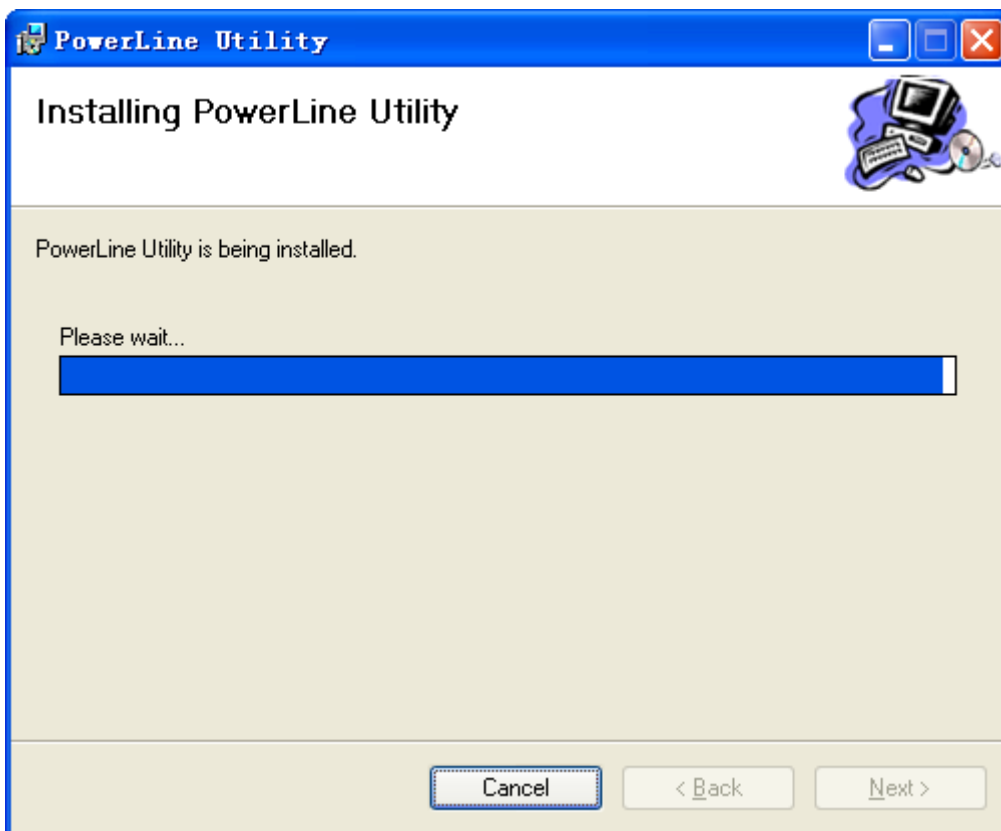 PowerLine Utility
Installing PowerLine Utility
PowerLine Utility is being installed.
Please wait...
Cancel
< Back
Next >